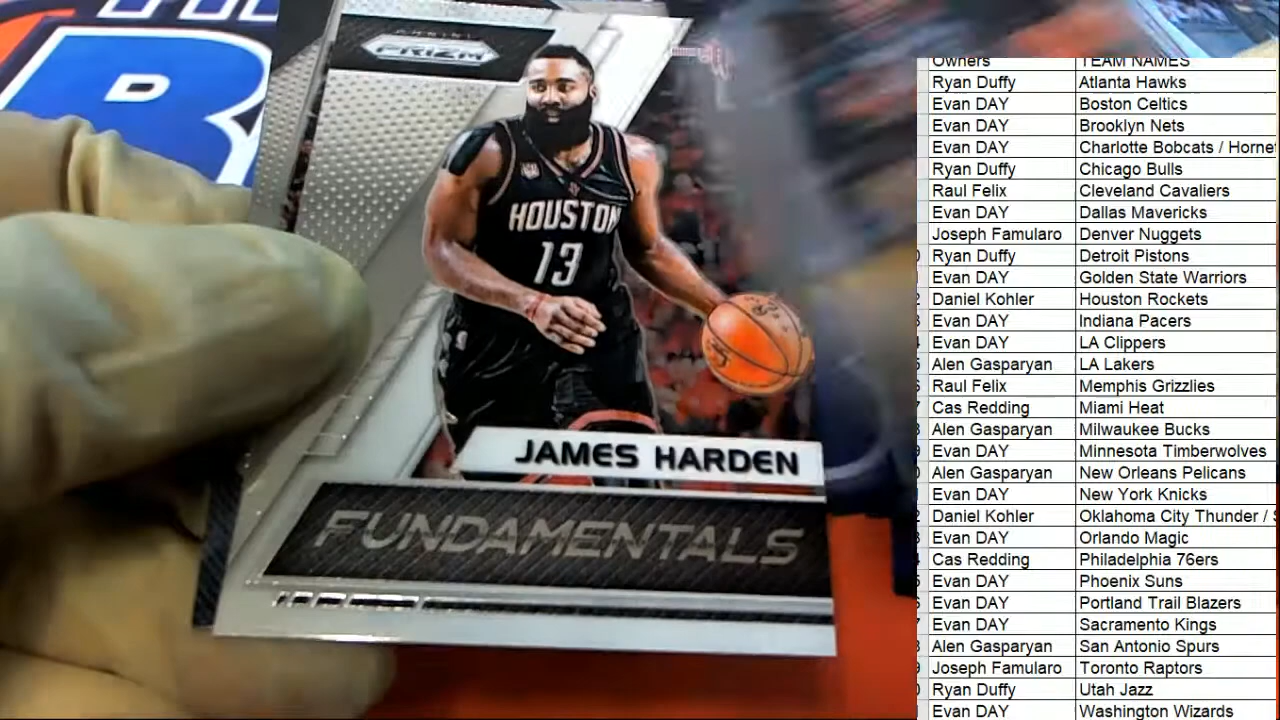 PANINI
PRIZM
HOUSTON
13
JAMES HARDEN
FUNDAMENTALS
Owners TEAM NAMES
Ryan Duffy Atlanta Hawks
Evan DAY Boston Celtics
Evan DAY Brooklyn Nets
Evan DAY Charlotte Bobcats / Horne
Ryan Duffy Chicago Bulls
Raul Felix Cleveland Cavaliers
Evan DAY Dallas Mavericks
Joseph Famularo Denver Nuggets
Ryan Duffy Detroit Pistons
Evan DAY Golden State Warriors
Daniel Kohler Houston Rockets
Evan DAY Indiana Pacers
Evan DAY LA Clippers
Alen Gasparyan LA Lakers
Raul Felix Memphis Grizzlies
Cas Redding Miami Heat
Alen Gasparyan Milwaukee Bucks
Evan DAY Minnesota Timberwolves
Alen Gasparyan New Orleans Pelicans
Evan DAY New York Knicks
Daniel Kohler Oklahoma City Thunder /
Evan DAY Orlando Magic
Cas Redding Philadelphia 76ers
Evan DAY Phoenix Suns
Evan DAY Portland Trail Blazers
Evan DAY Sacramento Kings
Alen Gasparyan San Antonio Spurs
Joseph Famularo Toronto Raptors
Ryan Duffy Utah Jazz
Evan DAY Washington Wizards